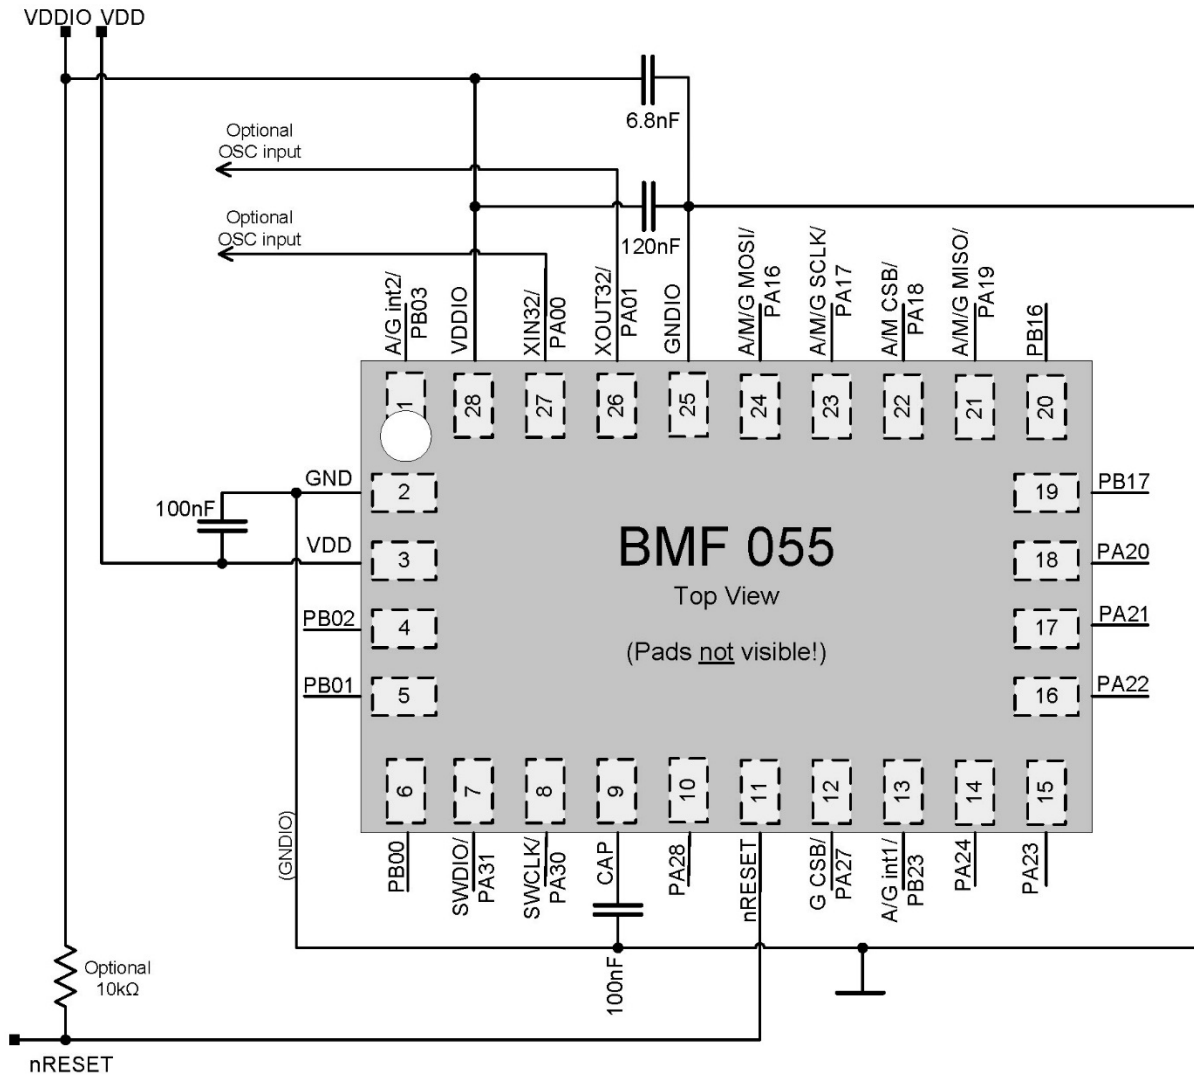 VDDIO VDD
6.8nF
Optional
OSC input
120nF
Optional
OSC input
A/G int2/
PB03
VDDIO
XIN32/
PA00
XOUT32/
PA01
GNDIO
A/M/G MOSI/
PA16
A/M/G SCLK/
PA17
A/M CSB/
PA18
A/M/G MISO/
PA19
PB16
1
28
27
26
25
24
23
22
21
20
GND
2
19
PB17
100nF
VDD
3
18
PA20
PB02
4
17
PA21
PB01
5
16
PA22
BMF 055
Top View
(Pads not visible!)
6
7
8
9
10
11
12
13
14
15
PB00
SWDIO/
PA31
SWCLK/
PA30
CAP
PA28
nRESET
G CSB/
PA27
A/G int1/
PB23
PA24
PA23
(GNDIO)
100nF
Optional
10kΩ
nRESET